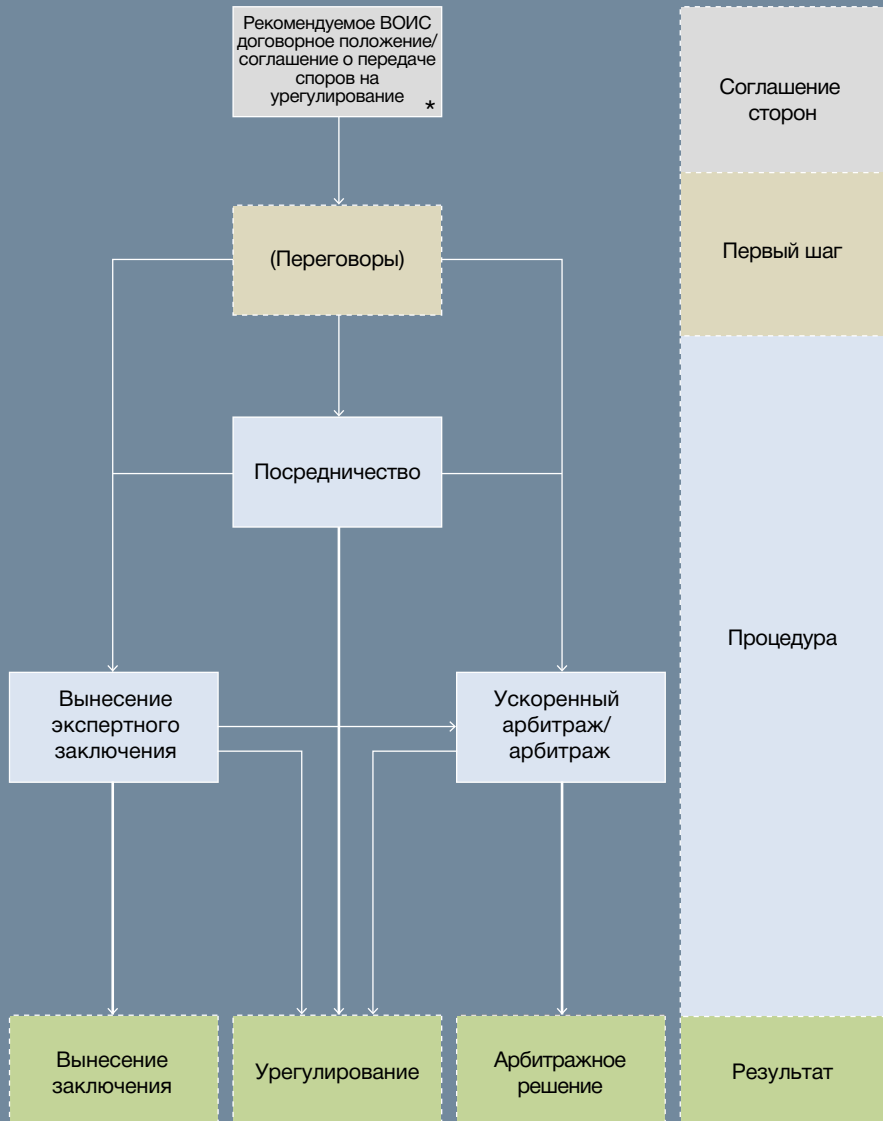 Рекомендуемое ВОИС
договорное положение/
соглашение о передаче
споров на
урегулирование *
Соглашение
сторон
(Переговоры)
Первый шаг
Посредничество
Процедура
Вынесение
экспертного
заключения
Ускоренный
арбитраж/
арбитраж
Вынесение
заключения
Урегулирование
Арбитражное
решение
Результат